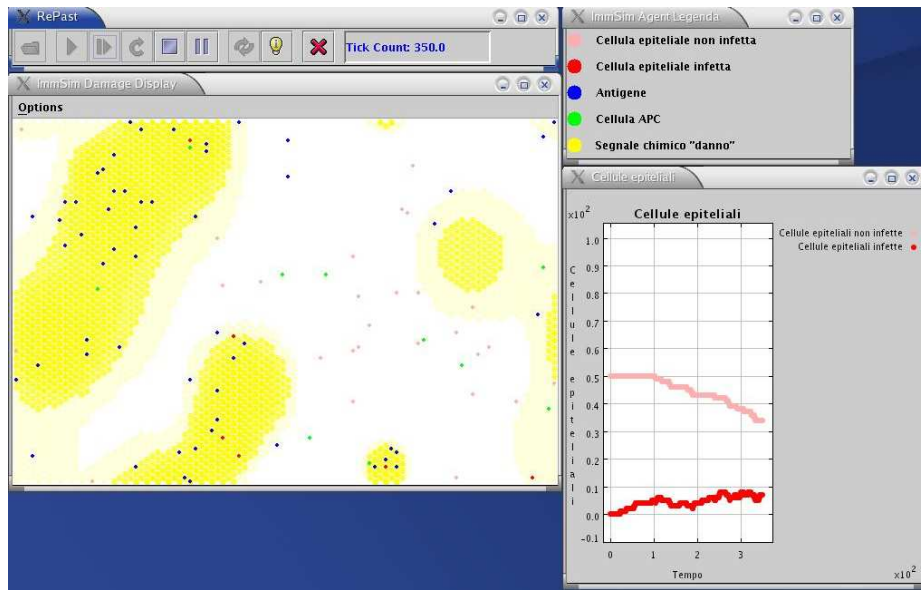 RePast
Tick Count: 350.0
ImmSim Damage Display
Options
ImmSim Agent Legenda
Cellula epiteliale non infetta
Cellula epiteliale infetta
Antigene
Cellula APC
Segnale chimico "danno"
Cellule epiteliali
x10²
Cellule epiteliali
Cellule epiteliali non infette
Cellule epiteliali infette
1.0
0.9
0.8
0.7
0.6
0.5
0.4
0.3
0.2
0.1
0.0
-0.1
Cellule epiteliali
0 1 2 3
Tempo
x10²